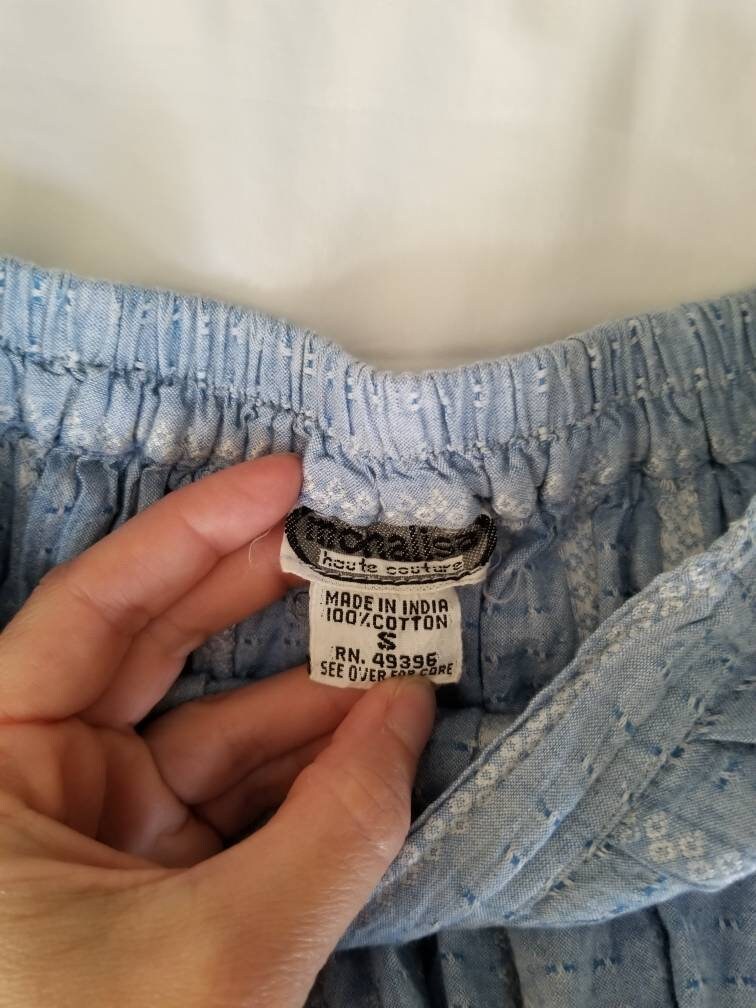 monalisa
haute couture
MADE IN INDIA
100% COTTON
S
RN. 49396
SEE OVER FOR CARE